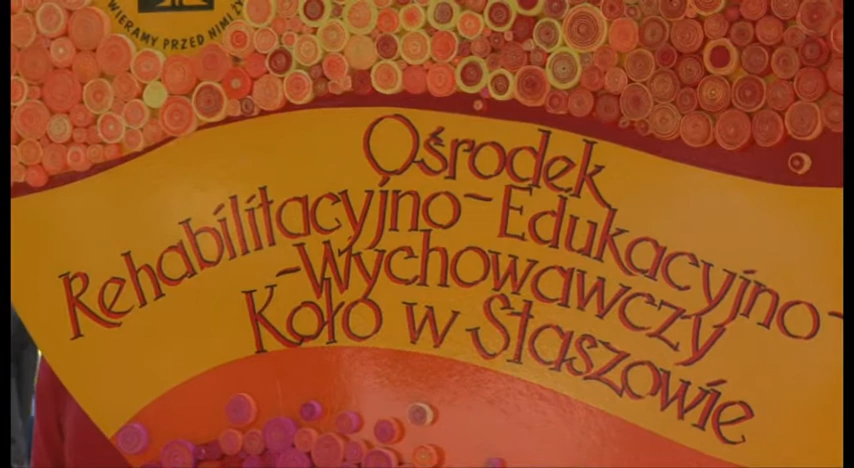 WIERAMY PRZED NIMI
Ośrodek
Rehabilitacyjno-Edukacyjno-
-Wychowawczy
Koło w Staszowie